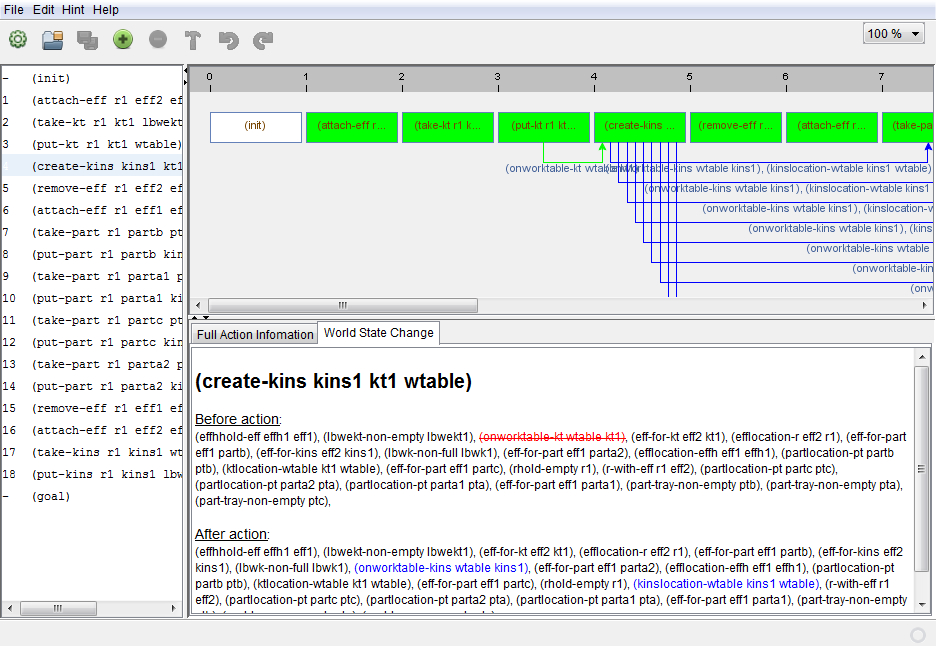 File Edit Hint Help
100 %
- (init)
1 (attach-eff r1 eff2 ef
2 (take-kt r1 kt1 lbwekt
3 (put-kt r1 kt1 wtable)
(create-kins kins1 kt1
5 (remove-eff r1 eff2 ef
6 (attach-eff r1 eff1 ef
7 (take-part r1 partb pt
8 (put-part r1 partb kin
9 (take-part r1 parta1 p
10 (put-part r1 parta1 ki
11 (take-part r1 partc pt
12 (put-part r1 partc kin
13 (take-part r1 parta2 p
14 (put-part r1 parta2 ki
15 (remove-eff r1 eff1 ef
16 (attach-eff r1 eff2 ef
17 (take-kins r1 kins1 wt
18 (put-kins r1 kins1 lbw
- (goal)
0 1 2 3 4 5 6 7
(init) (attach-eff r... (take-kt r1 k... (put-kt r1 kt... (create-kins ... (remove-eff r... (attach-eff r... (take-pa
(onworktable-kt wtable wtable kins1), (kinslocation-wtable kins1 wtable)
(onworktable-kins wtable kins1), (kinslocation-wtable kins1
(onworktable-kins wtable kins1), (kinslocation-w
(onworktable-kins wtable kins1), (kins
(onworktable-kins wtable
(onworktable-kin
(onw
Full Action Infomation World State Change
(create-kins kins1 kt1 wtable)
Before action:
(effhhold-eff effh1 eff1), (lbwekt-non-empty lbwekt1), (onworktable-kt wtable kt1), (eff-for-kt eff2 kt1), (efflocation-r eff2 r1), (eff-for-part
eff1 partb), (eff-for-kins eff2 kins1), (lbwk-non-full lbwk1), (eff-for-part eff1 parta2), (efflocation-effh eff1 effh1), (partlocation-pt partb
ptb), (ktlocation-wtable kt1 wtable), (eff-for-part eff1 partc), (rhold-empty r1), (r-with-eff r1 eff2), (partlocation-pt partc ptc),
(partlocation-pt parta2 pta), (partlocation-pt parta1 pta), (eff-for-part eff1 parta1), (part-tray-non-empty ptb), (part-tray-non-empty pta),
(part-tray-non-empty ptc),
After action:
(effhhold-eff effh1 eff1), (lbwekt-non-empty lbwekt1), (eff-for-kt eff2 kt1), (efflocation-r eff2 r1), (eff-for-part eff1 partb), (eff-for-kins eff2
kins1), (lbwk-non-full lbwk1), (onworktable-kins wtable kins1), (eff-for-part eff1 parta2), (efflocation-effh eff1 effh1), (partlocation-pt
partb ptb), (ktlocation-wtable kt1 wtable), (eff-for-part eff1 partc), (rhold-empty r1), (kinslocation-wtable kins1 wtable), (r-with-eff r1
eff2), (partlocation-pt partc ptc), (partlocation-pt parta2 pta), (partlocation-pt parta1 pta), (eff-for-part eff1 parta1), (part-tray-non-empty